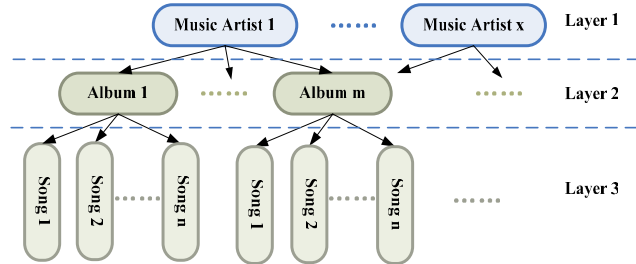 Music Artist 1
Music Artist x
Layer 1
Album 1
Album m
Layer 2
Song 1
Song 2
Song n
Song 1
Song 2
Song n
Layer 3